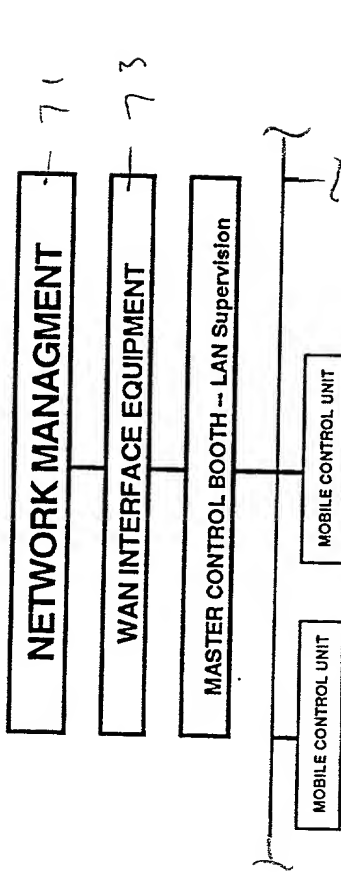 NETWORK MANAGMENT 71
WAN INTERFACE EQUIPMENT 73
MASTER CONTROL BOOTH -- LAN Supervision
MOBILE CONTROL UNIT
MOBILE CONTROL UNIT